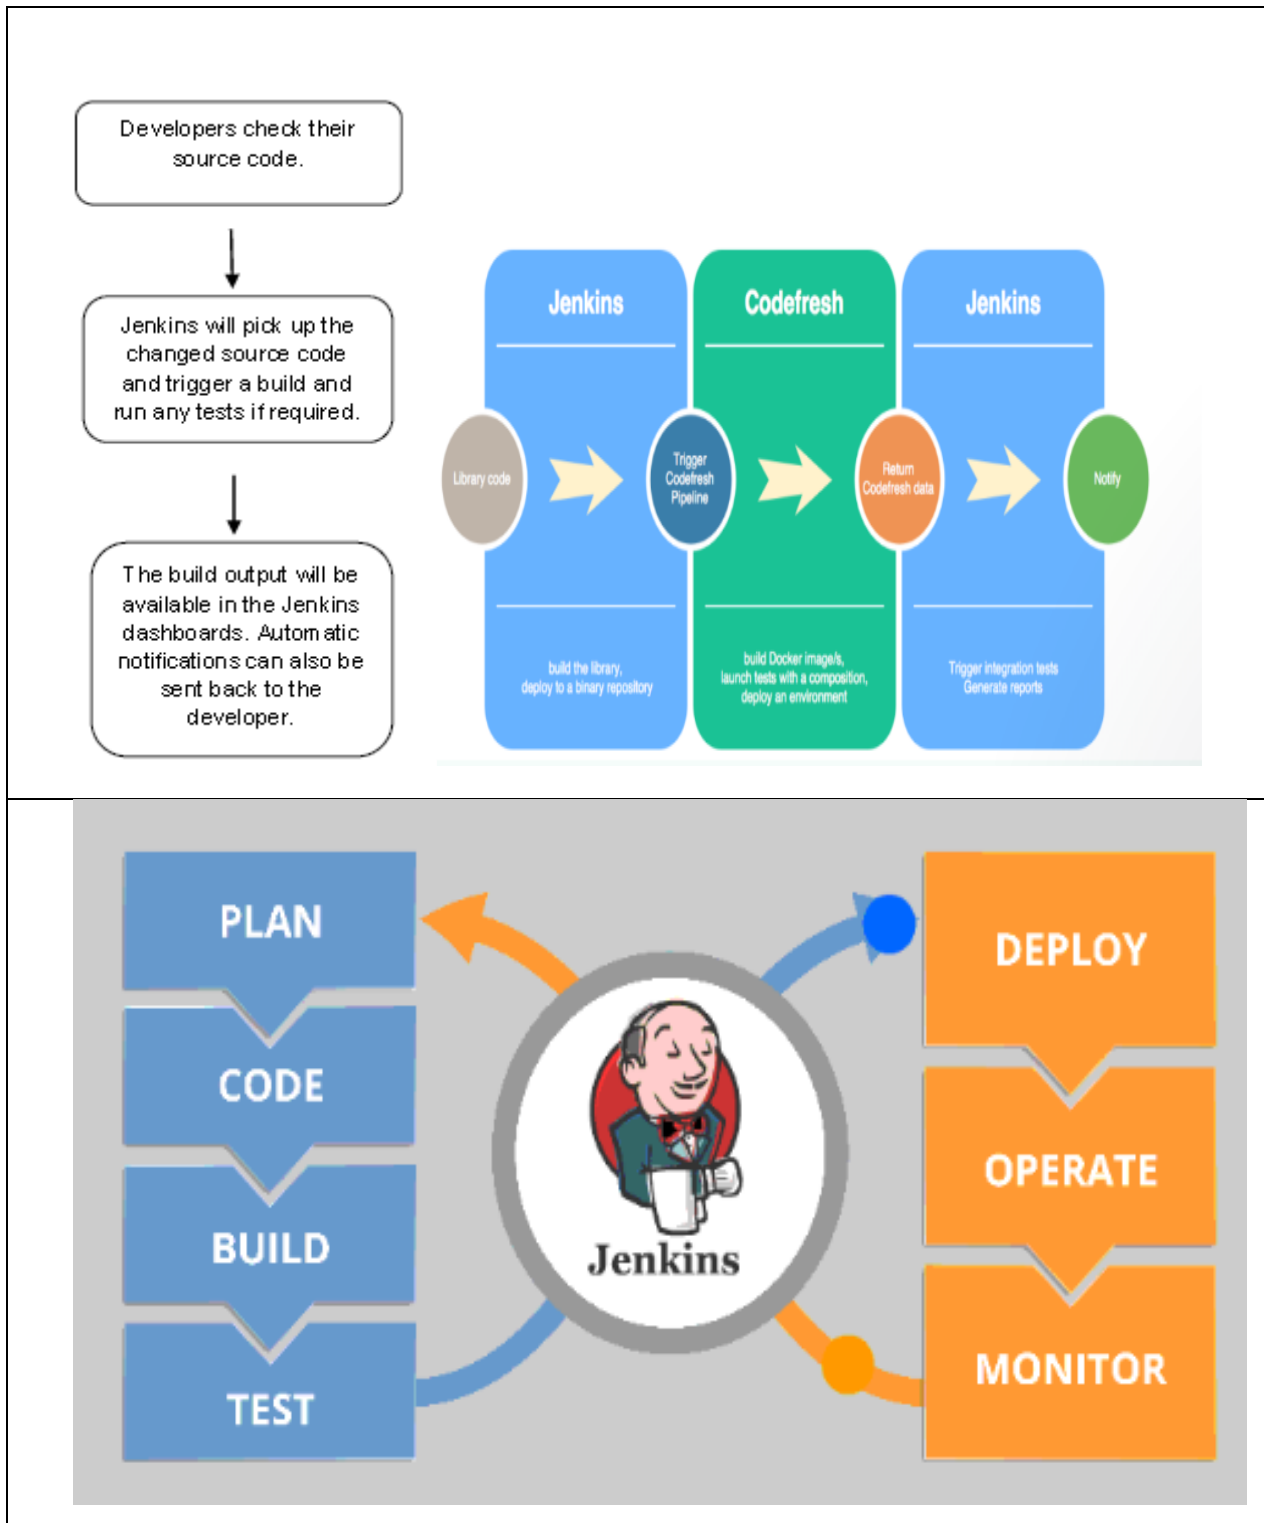 Developers check their
source code.
Jenkins will pick up the
changed source code
and trigger a build and
run any tests if required.
The build output will be
available in the Jenkins
dashboards. Automatic
notifications can also be
sent back to the
developer.
Jenkins
Codefresh
Jenkins
Library code
Trigger
Codefresh
Pipeline
Return
Codefresh data
Notify
build the library,
deploy to a binary repository
build Docker image/s,
launch tests with a composition,
deploy an environment
Trigger integration tests
Generate reports
PLAN
CODE
BUILD
TEST
Jenkins
DEPLOY
OPERATE
MONITOR